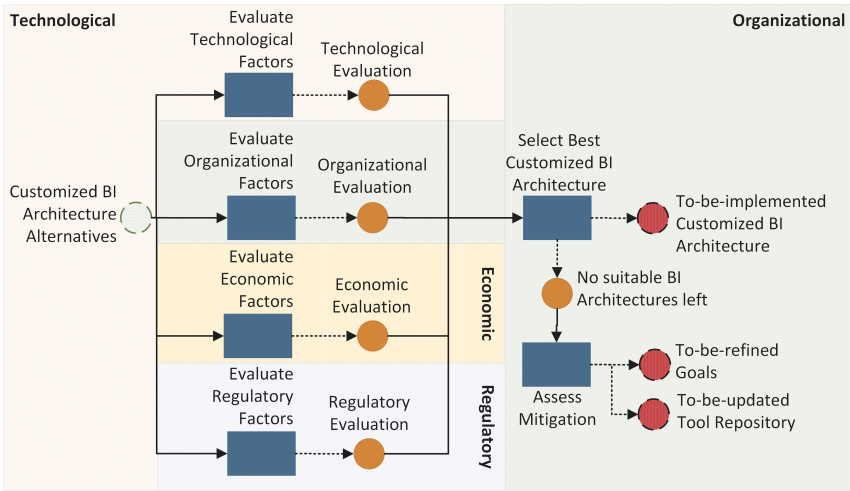 Technological
Organizational
Evaluate
Technological
Factors
Technological
Evaluation
Evaluate
Organizational
Factors
Organizational
Evaluation
Select Best
Customized BI
Architecture
Customized BI
Architecture
Alternatives
To-be-implemented
Customized BI
Architecture
Evaluate
Economic
Factors
Economic
Evaluation
Economic
No suitable BI
Architectures left
Evaluate
Regulatory
Factors
Regulatory
Evaluation
Regulatory
Assess
Mitigation
To-be-refined
Goals
To-be-updated
Tool Repository